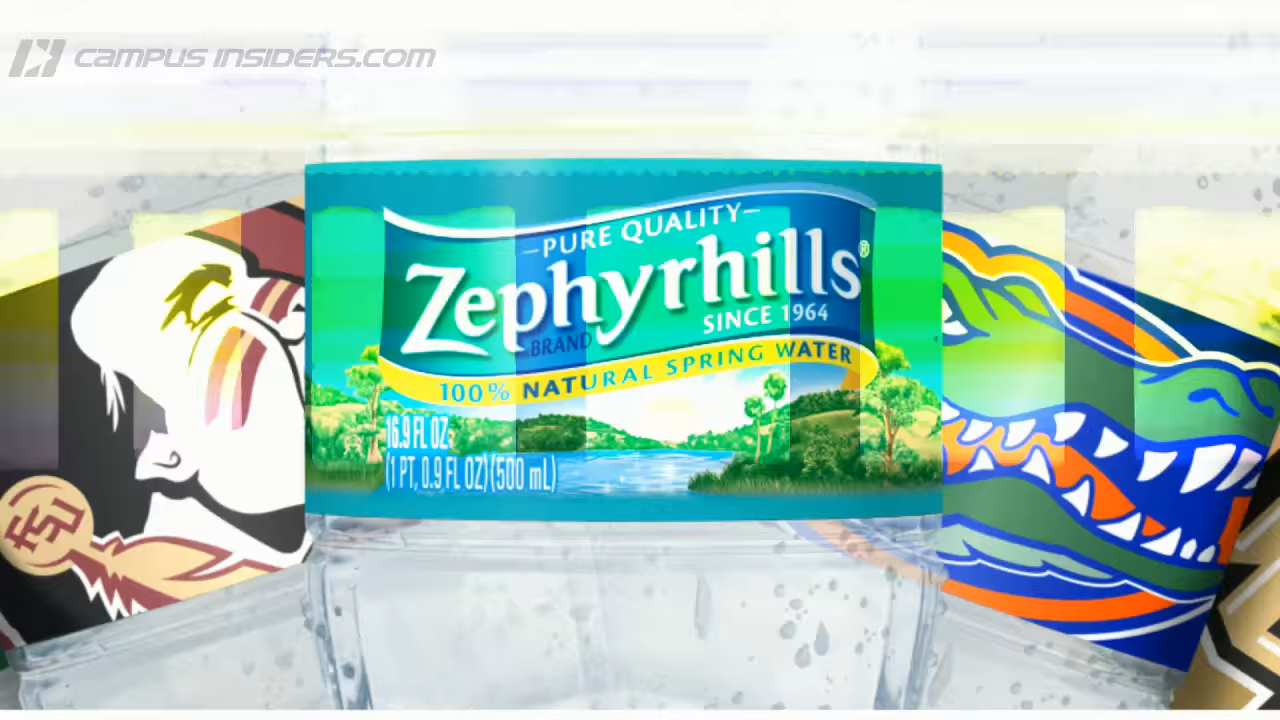 CAMPUS INSIDERS.COM
—PURE QUALITY—
Zephyrhills®
BRAND
SINCE 1964
100% NATURAL SPRING WATER
16.9 FL OZ
(1 PT, 0.9 FL OZ)(500 mL)
FSU